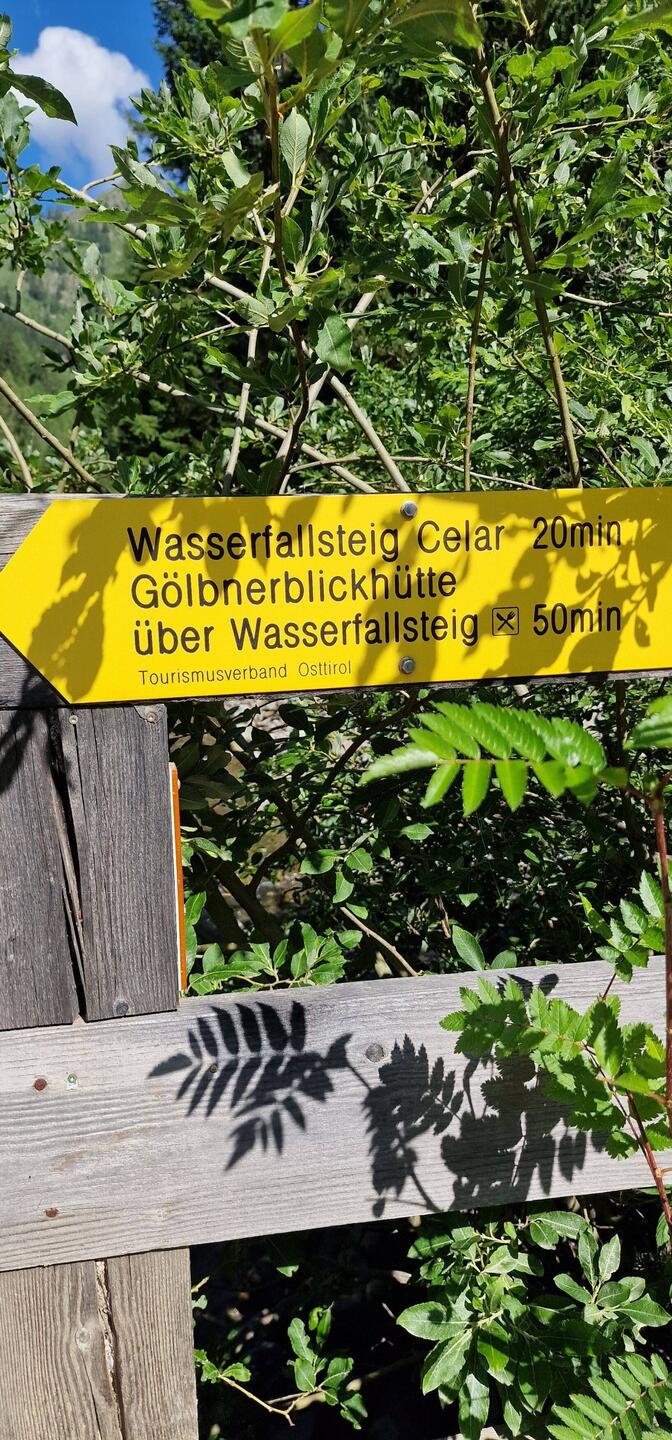 Wasserfallsteig Celar 20min
Gölbnerblickhütte
über Wasserfallsteig 50min
Tourismusverband Osttirol